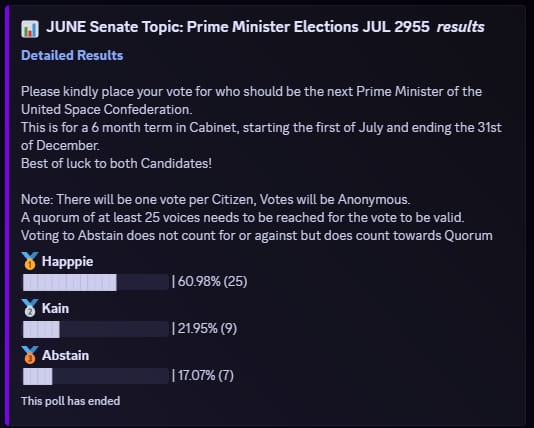 JUNE Senate Topic: Prime Minister Elections JUL 2955 results
Detailed Results
Please kindly place your vote for who should be the next Prime Minister of the
United Space Confederation.
This is for a 6 month term in Cabinet, starting the first of July and ending the 31st
of December.
Best of luck to both Candidates!
Note: There will be one vote per Citizen, Votes will be Anonymous.
A quorum of at least 25 voices needs to be reached for the vote to be valid.
Voting to Abstain does not count for or against but does count towards Quorum
1 Happpie
| 60.98% (25)
2 Kain
| 21.95% (9)
3 Abstain
| 17.07% (7)
This poll has ended